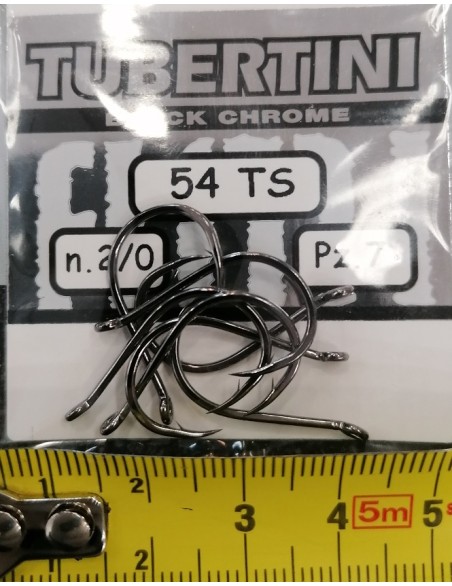 TUBERTINI
BLACK CHROME
54 TS
n.2/0
Pz.7
1 2 3 4 5m 5
2